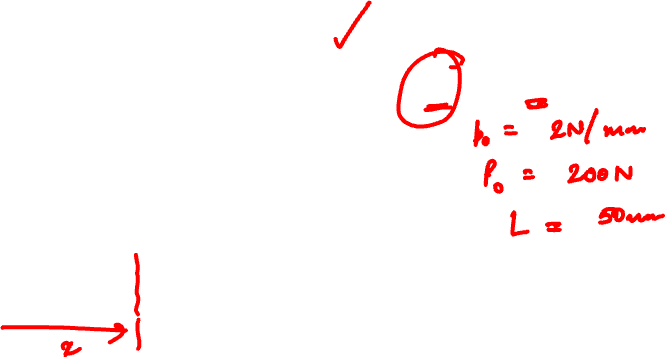 p₀ = 2N/mm
P₀ = 200N
L = 50mm